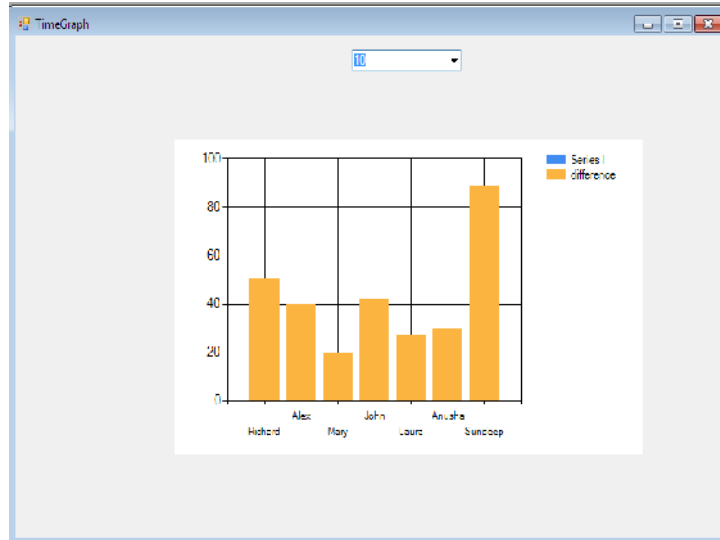 TimeGraph
10
100
80
60
40
20
0
Series1
difference
Alex John Anusha
Richard Mary Laura Sundeep